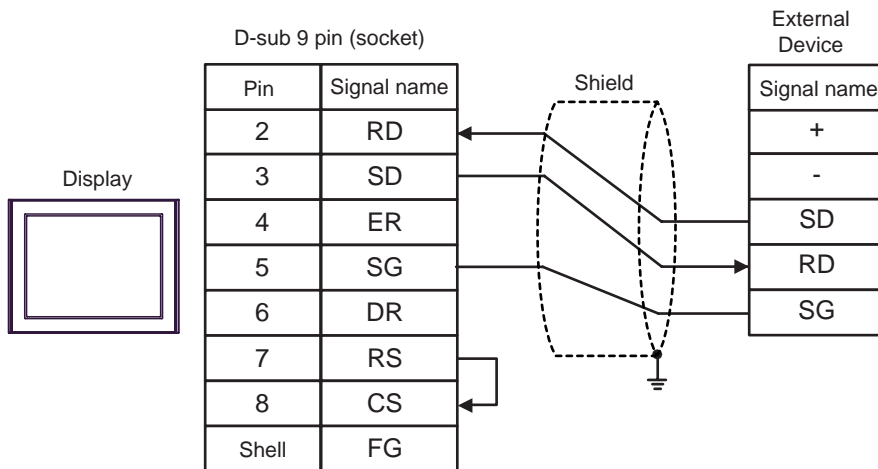 D-sub 9 pin (socket)
Pin Signal name
2 RD
3 SD
4 ER
5 SG
6 DR
7 RS
8 CS
Shell FG
Display
Shield
External
Device
Signal name
+
-
SD
RD
SG